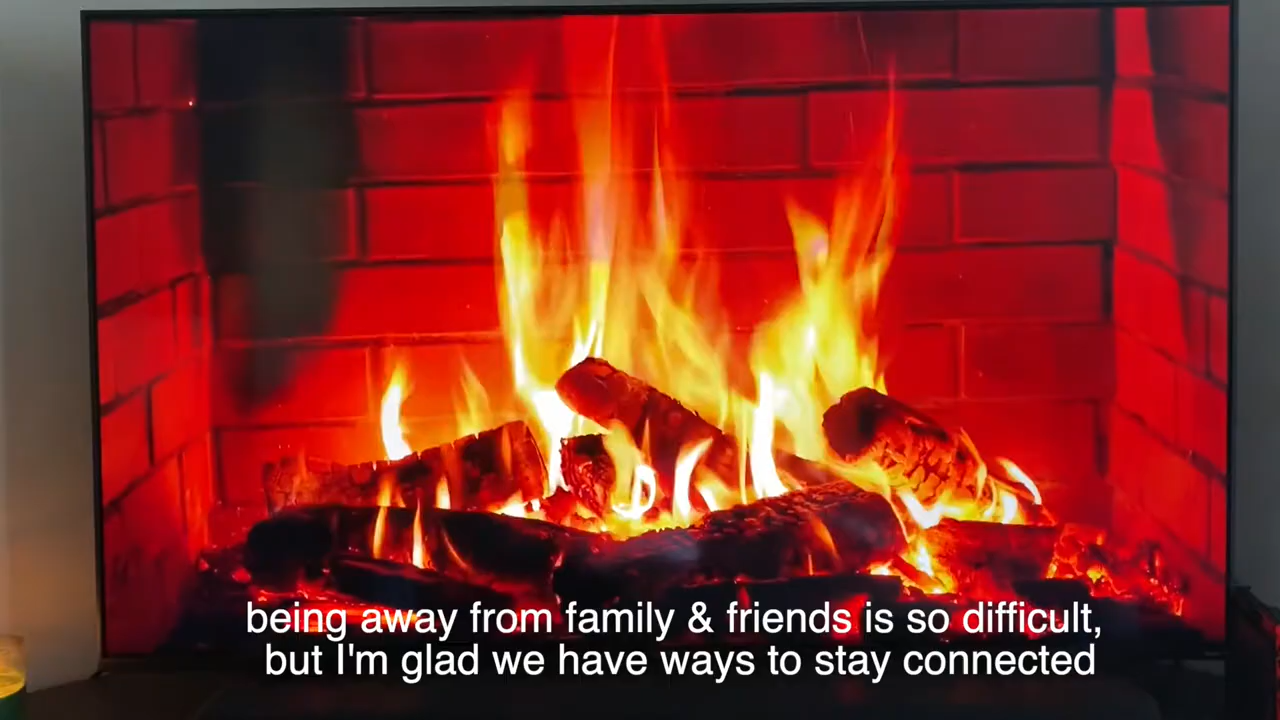 being away from family & friends is so difficult,
but I'm glad we have ways to stay connected